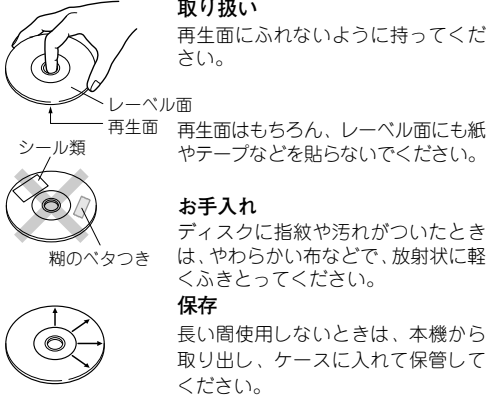 取り扱い
再生面にふれないように持ってくだ
さい。
レーベル面
再生面
再生面はもちろん、レーベル面にも紙
やテープなどを貼らないでください。
シール類
糊のベタつき
お手入れ
ディスクに指紋や汚れがついたとき
は、やわらかい布などで、放射状に軽
くふきとってください。
保存
長い間使用しないときは、本機から
取り出し、ケースに入れて保管して
ください。